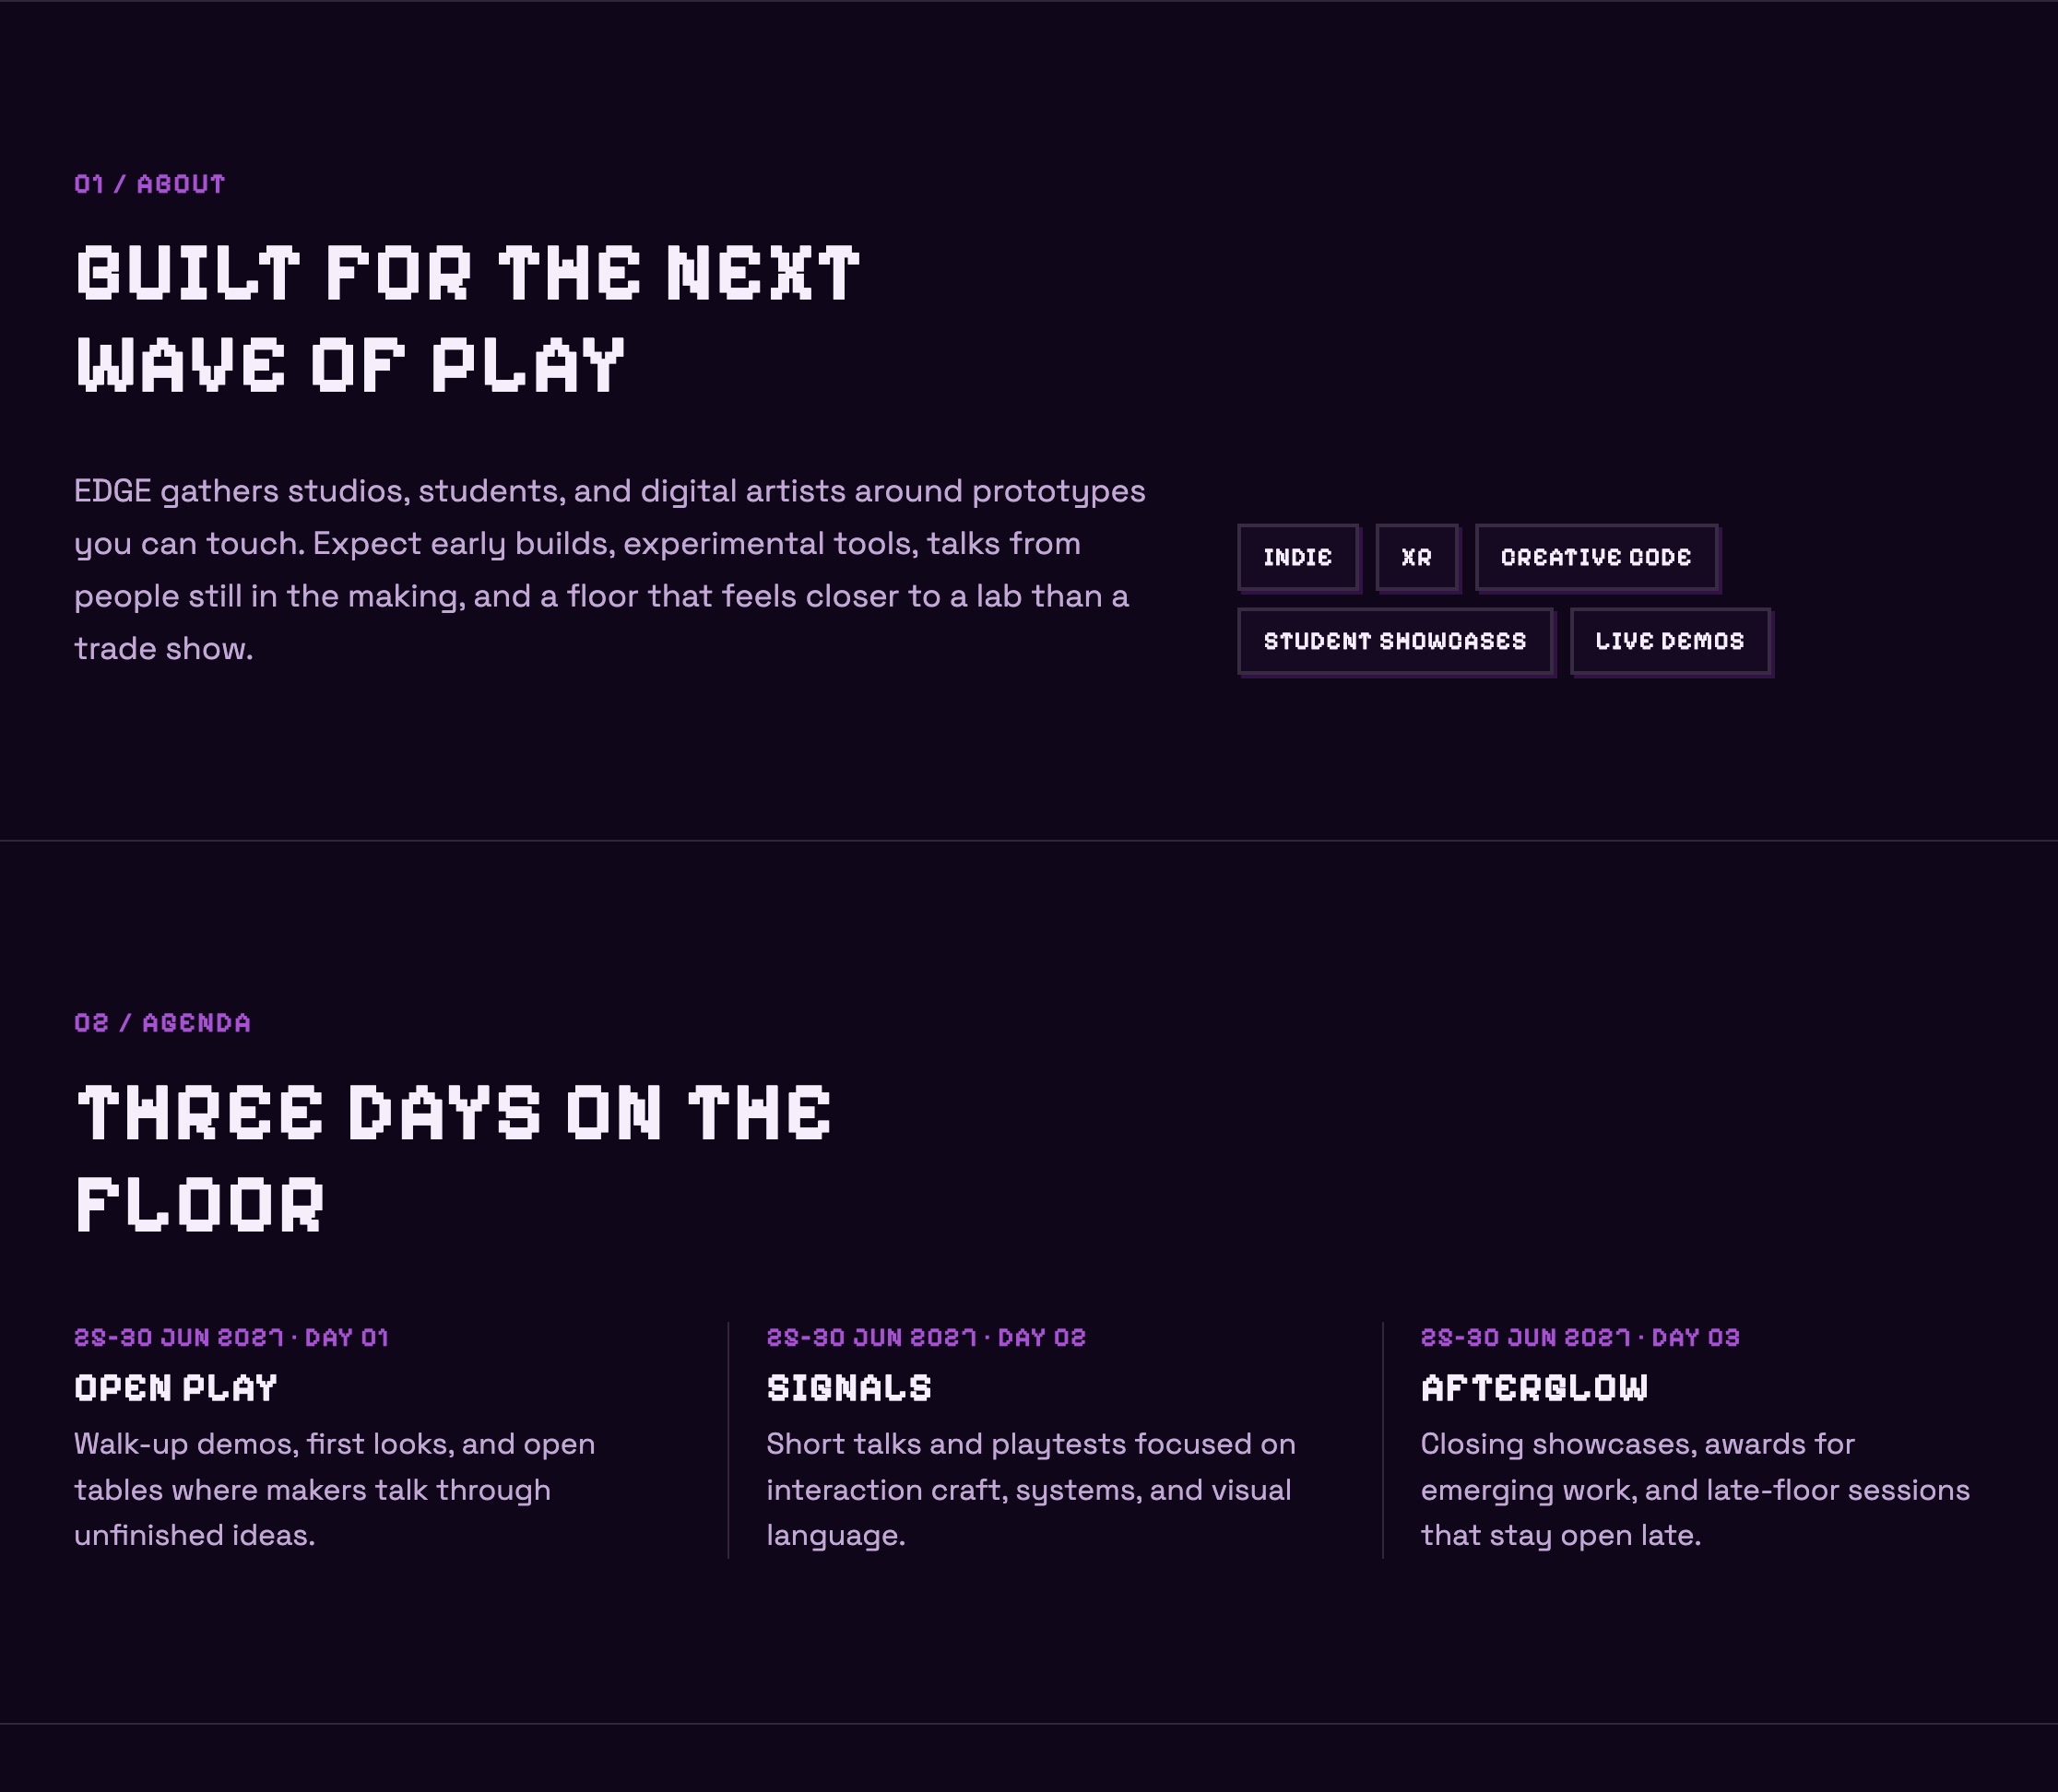 01 / ABOUT
BUILT FOR THE NEXT
WAVE OF PLAY
EDGE gathers studios, students, and digital artists around prototypes
you can touch. Expect early builds, experimental tools, talks from
people still in the making, and a floor that feels closer to a lab than a
trade show.
INDIE
XR
CREATIVE CODE
STUDENT SHOWCASES
LIVE DEMOS
02 / AGENDA
THREE DAYS ON THE
FLOOR
28-30 JUN 2027 · DAY 01
OPEN PLAY
Walk-up demos, first looks, and open
tables where makers talk through
unfinished ideas.
28-30 JUN 2027 · DAY 02
SIGNALS
Short talks and playtests focused on
interaction craft, systems, and visual
language.
28-30 JUN 2027 · DAY 03
AFTERGLOW
Closing showcases, awards for
emerging work, and late-floor sessions
that stay open late.